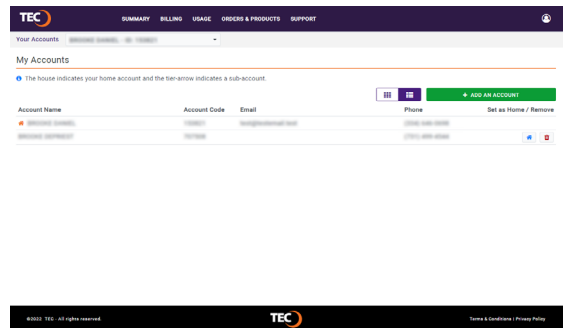 TEC
SUMMARY BILLING USAGE ORDERS & PRODUCTS SUPPORT
Your Accounts
My Accounts
The house indicates your home account and the tier-arrow indicates a sub-account.
+ ADD AN ACCOUNT
Account Name Account Code Email Phone Set as Home / Remove
©2022 TEC - All rights reserved. TEC Terms & Conditions | Privacy Policy